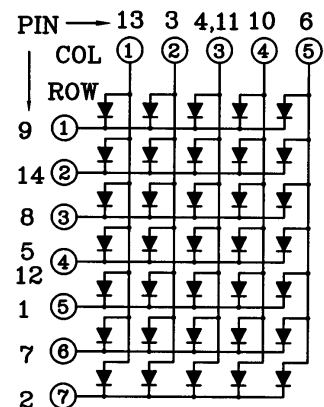 PIN 13 3 4,11 10 6
COL ① ② ③ ④ ⑤
ROW
9 ①
14 ②
8 ③
5
12 ④
1 ⑤
7 ⑥
2 ⑦